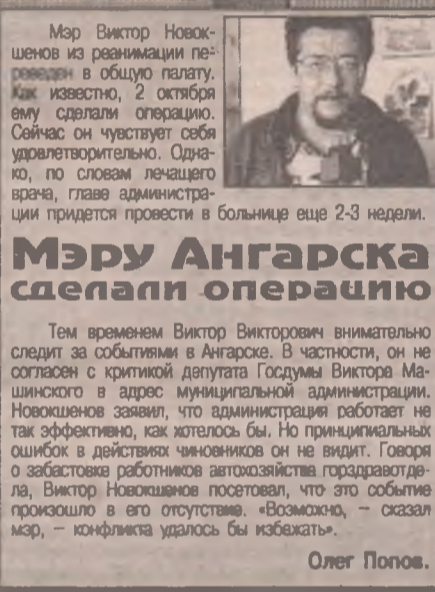 Мэр Виктор Новок-
шенов из реанимации пе-
реведен в общую палату.
Как известно, 2 октября
ему сделали операцию.
Сейчас он чувствует себя
удовлетворительно. Одна-
ко, по словам лечащего
врача, главе администра-
ции придется провести в больнице еще 2-3 недели.
Мэру Ангарска
сделали операцию
Тем временем Виктор Викторович внимательно
следит за событиями в Ангарске. В частности, он не
согласен с критикой депутата Госдумы Виктора Ма-
шинского в адрес муниципальной администрации.
Новокшенов заявил, что администрация работает не
так эффективно, как хотелось бы. Но принципиальных
ошибок в действиях чиновников он не видит. Говоря
о забастовке работников автохозяйства горздравотде-
ла, Виктор Новокшенов посетовал, что это событие
произошло в его отсутствие. «Возможно, – сказал
мэр, – конфликта удалось бы избежать».
Олег Попов.